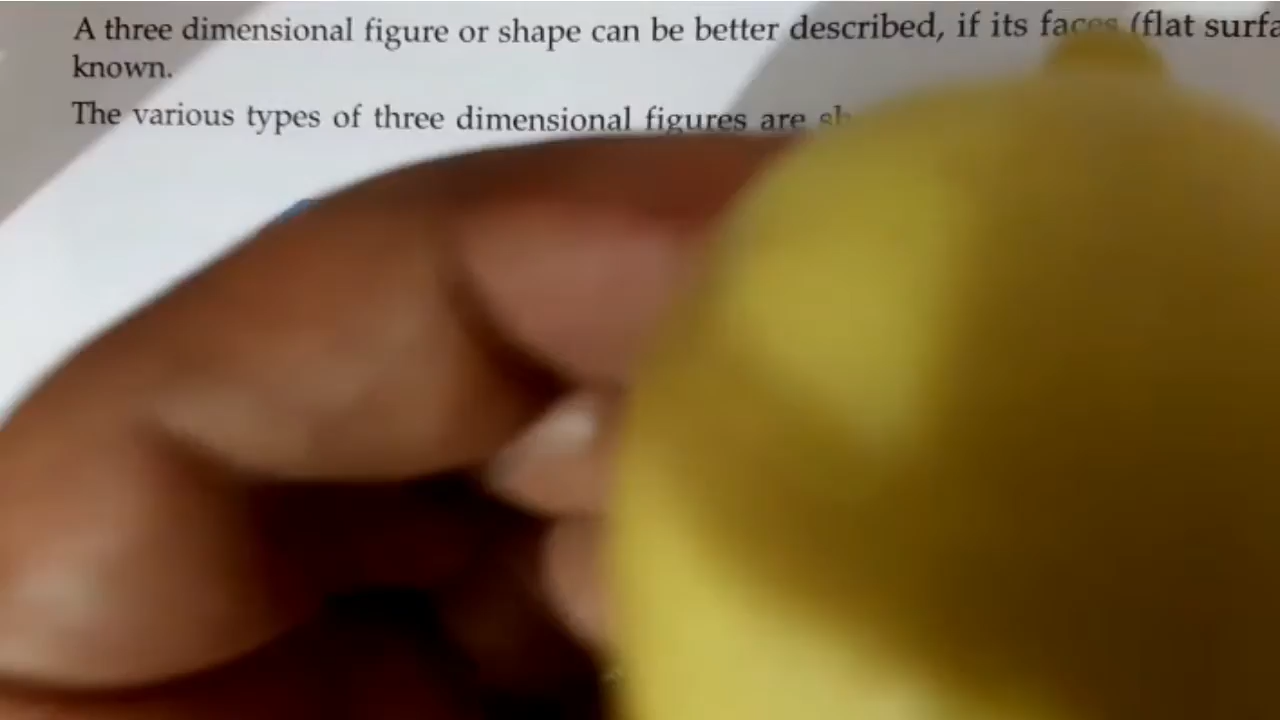 A three dimensional figure or shape can be better described, if its faces (flat
known.
The various types of three dimensional figures are